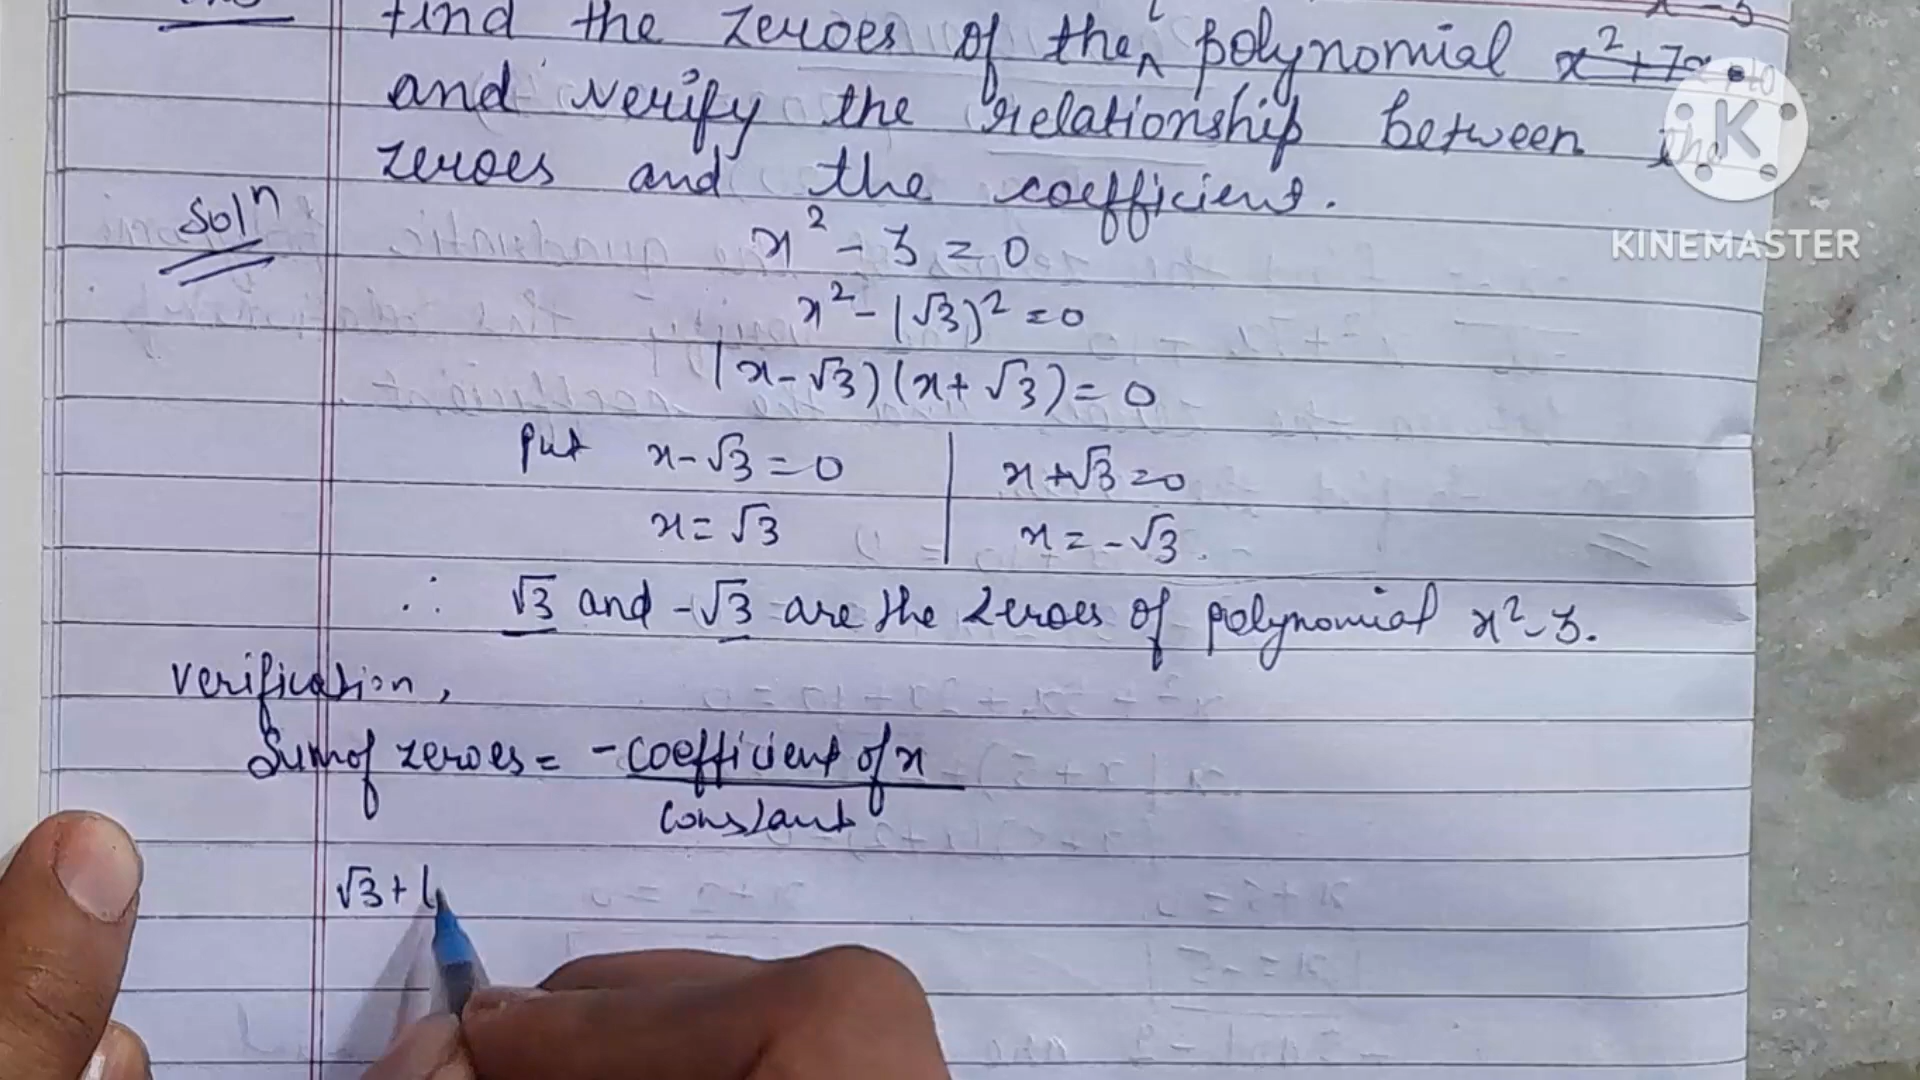 x - 3
find the zeroes of the ^ polynomial x² + 7x + 10
and verify the relationship between the
zeroes and the coefficient.
Solⁿ
x² - 3 = 0
x² - (√3)² = 0
(x - √3) (x + √3) = 0
Put x - √3 = 0 | x + √3 = 0
x = √3 | x = -√3.
∴ √3 and -√3 are the zeroes of polynomial x² - 3.
Verification,
Sum of zeroes = - coefficient of x
constant
√3 + (
K
KINEMASTER